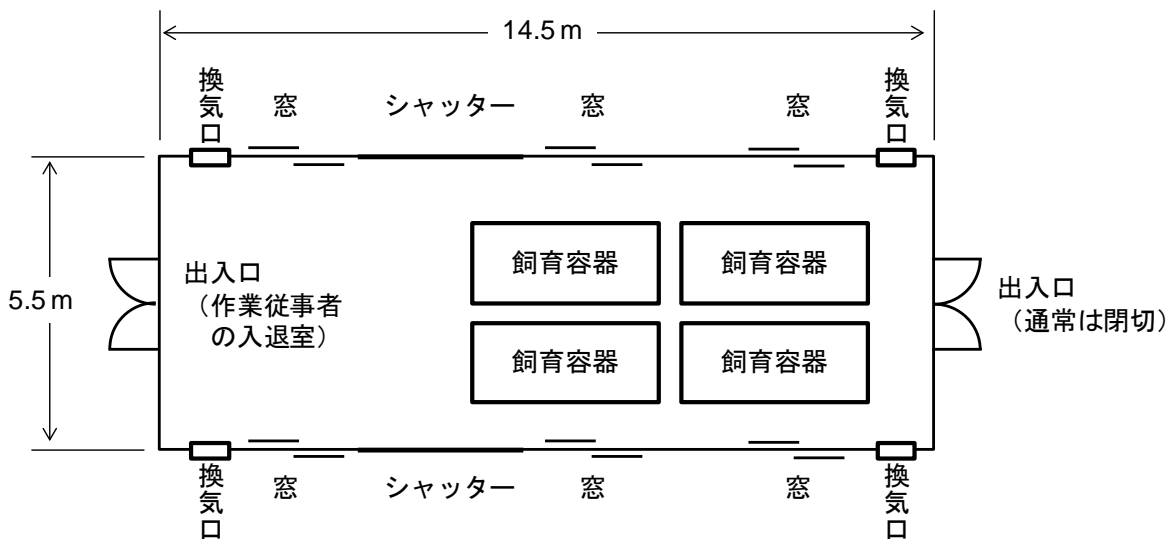 14.5 m
換気口
窓
シャッター
窓
窓
換気口
5.5 m
出入口
（作業従事者
の入退室）
飼育容器
飼育容器
飼育容器
飼育容器
出入口
（通常は閉切）
換気口
窓
シャッター
窓
窓
換気口